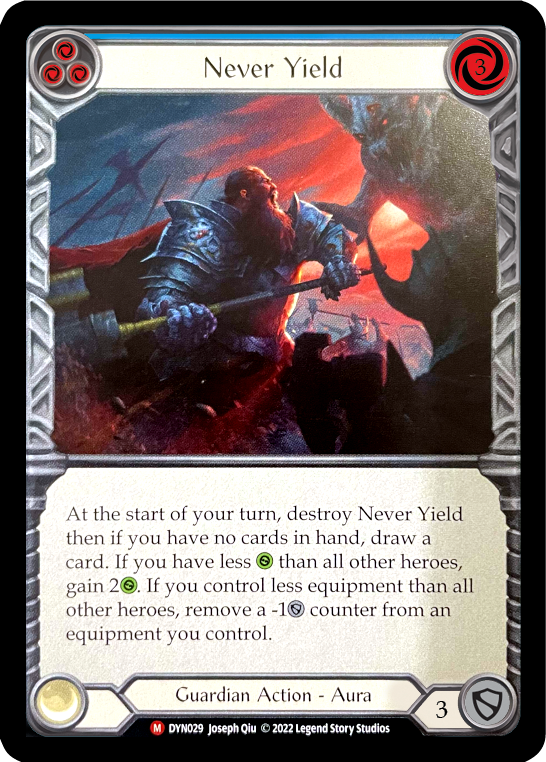 Never Yield
3
At the start of your turn, destroy Never Yield
then if you have no cards in hand, draw a
card. If you have less than all other heroes,
gain 2. If you control less equipment than all
other heroes, remove a -1 counter from an
equipment you control.
Guardian Action - Aura
3
M DYN029 Joseph Qiu © 2022 Legend Story Studios